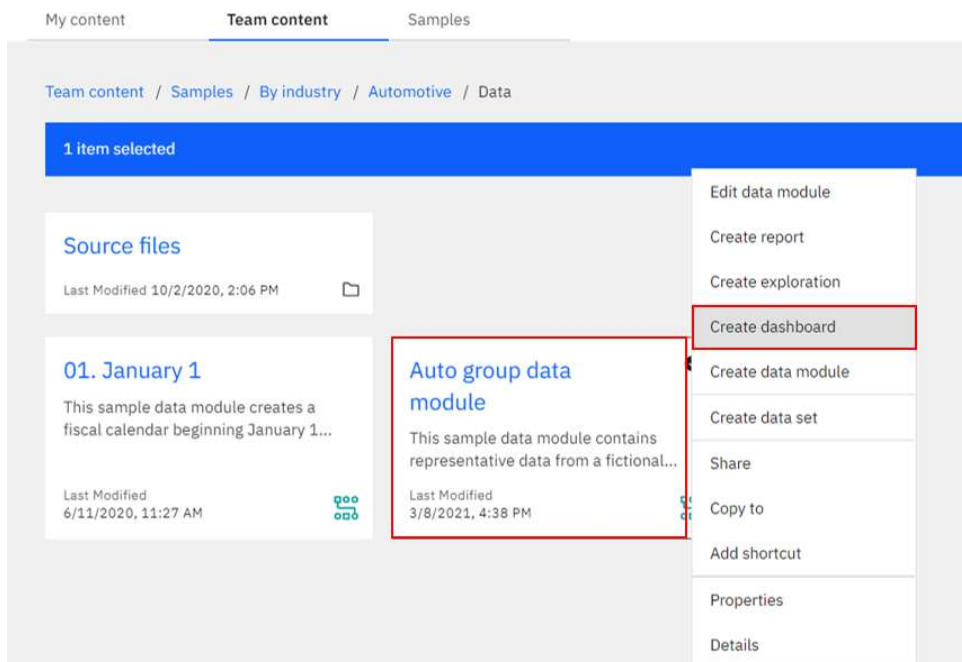 My content Team content Samples
Team content / Samples / By industry / Automotive / Data
1 item selected
Source files
Last Modified 10/2/2020, 2:06 PM
01. January 1
This sample data module creates a
fiscal calendar beginning January 1...
Last Modified
6/11/2020, 11:27 AM
Auto group data
module
This sample data module contains
representative data from a fictional...
Last Modified
3/8/2021, 4:38 PM
Edit data module
Create report
Create exploration
Create dashboard
Create data module
Create data set
Share
Copy to
Add shortcut
Properties
Details